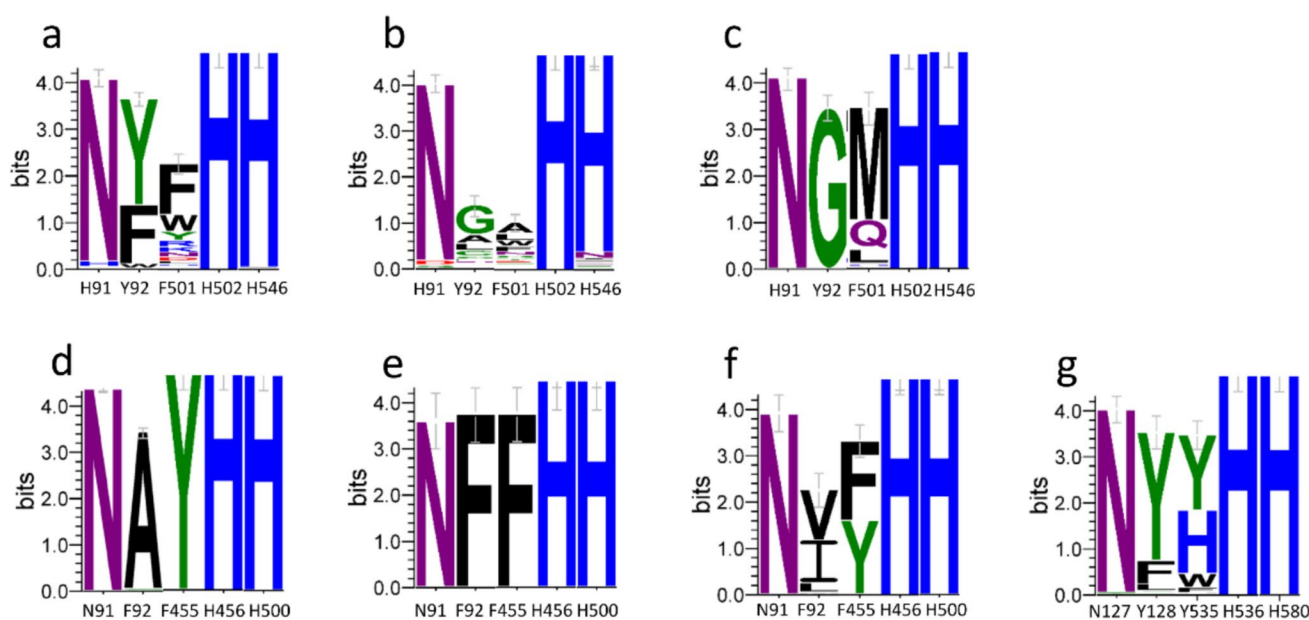 a b c
4.0 4.0 4.0
3.0 3.0 3.0
2.0 2.0 2.0
1.0 1.0 1.0
0.0 0.0 0.0
bits bits bits
N Y F F W Y H H
N G A A W H H
N G M Q L H H
H91 Y92 F501 H502 H546
H91 Y92 F501 H502 H546
H91 Y92 F501 H502 H546
d e f g
4.0 4.0 4.0 4.0
3.0 3.0 3.0 3.0
2.0 2.0 2.0 2.0
1.0 1.0 1.0 1.0
0.0 0.0 0.0 0.0
bits bits bits bits
N A Y H H
N F F H H
N V I L F Y H H
N Y F Y H W H H
N91 F92 F455 H456 H500
N91 F92 F455 H456 H500
N91 F92 F455 H456 H500
N127 Y128 Y535 H536 H580